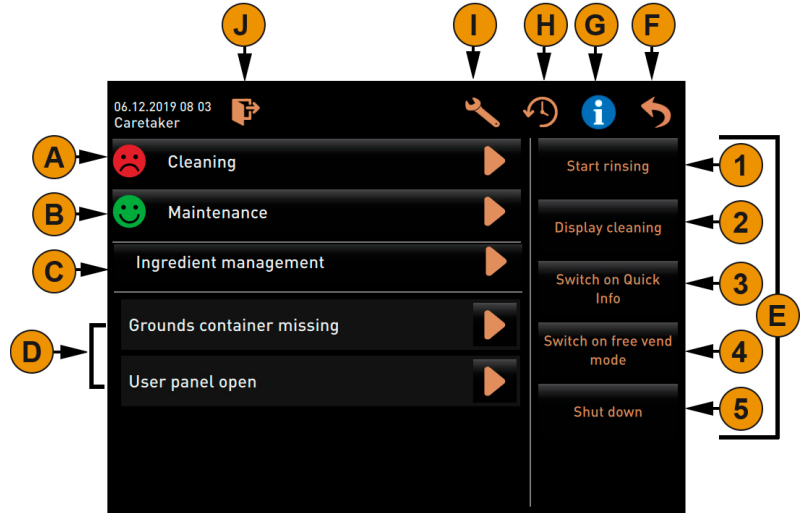 J
I
H
G
F
06.12.2019 08 03
Caretaker
i
A
Cleaning
Start rinsing
1
B
Maintenance
Display cleaning
2
C
Ingredient management
Switch on Quick
Info
3
E
D
Grounds container missing
Switch on free vend
mode
4
User panel open
Shut down
5